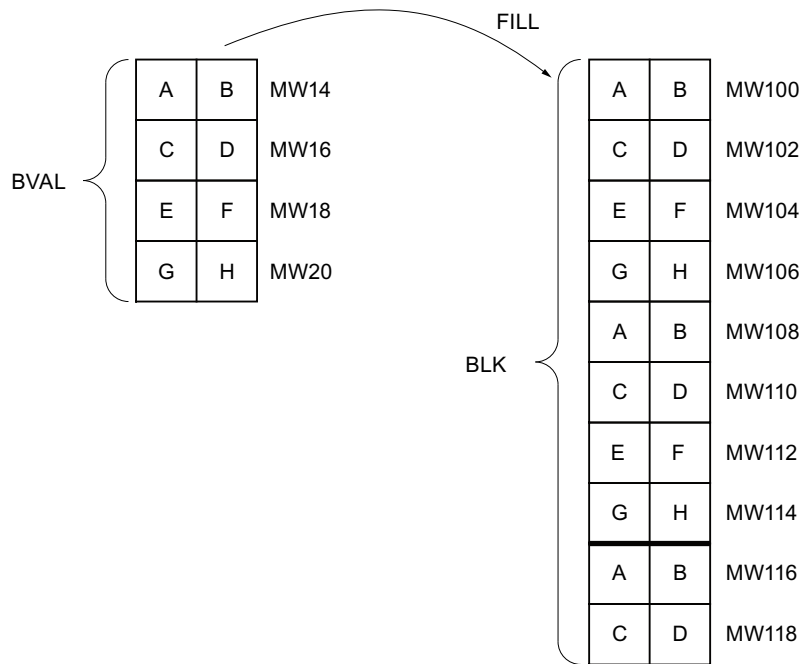 FILL
A B MW14
C D MW16
BVAL
E F MW18
G H MW20
A B MW100
C D MW102
E F MW104
G H MW106
A B MW108
BLK
C D MW110
E F MW112
G H MW114
A B MW116
C D MW118